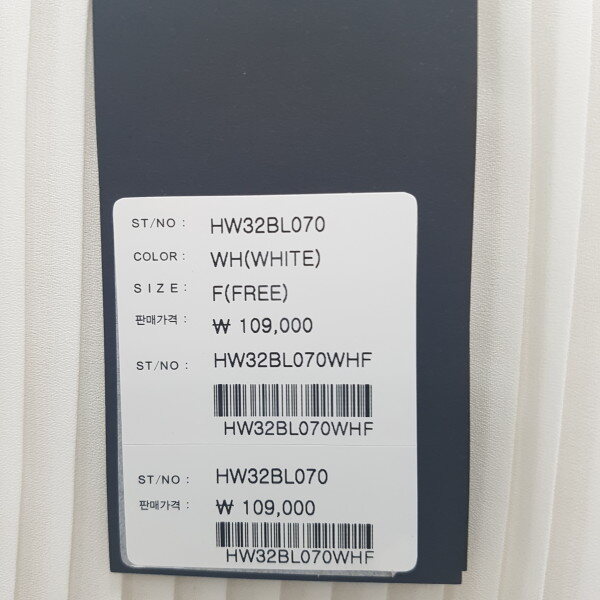 ST/NO : HW32BL070
COLOR : WH(WHITE)
SIZE : F(FREE)
판매가격 : ₩ 109,000
ST/NO : HW32BL070WHF
HW32BL070WHF
ST/NO : HW32BL070
판매가격 : ₩ 109,000
HW32BL070WHF